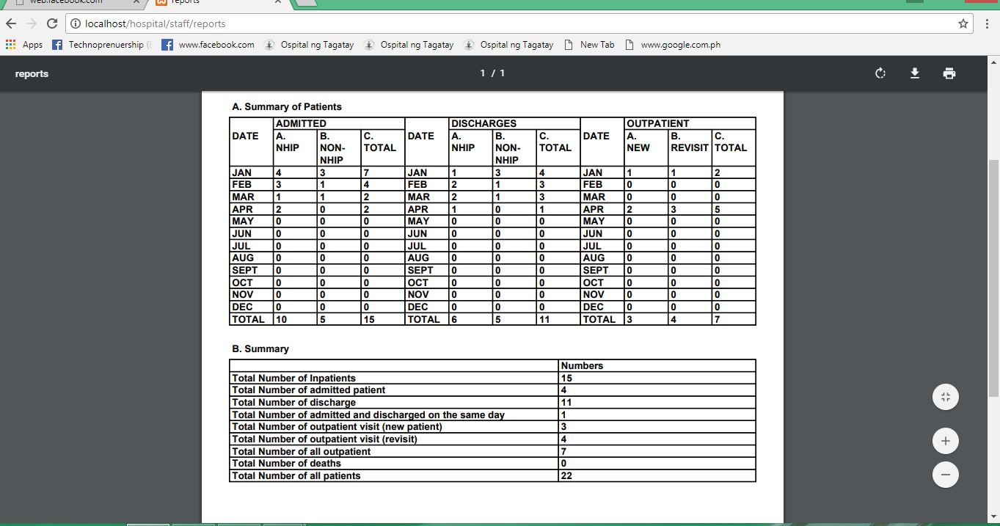 web.facebook.com reports
localhost/hospital/staff/reports
Apps Technoprenuership ( www.facebook.com Ospital ng Tagatay Ospital ng Tagatay Ospital ng Tagatay New Tab www.google.com.ph
reports 1 / 1
A. Summary of Patients
ADMITTED DISCHARGES OUTPATIENT
DATE A. B. C. DATE A. B. C. DATE A. B. C.
NHIP NON- TOTAL NHIP NON- TOTAL NEW REVISIT TOTAL
NHIP NHIP
JAN 4 3 7 JAN 1 3 4 JAN 1 1 2
FEB 3 1 4 FEB 2 1 3 FEB 0 0 0
MAR 1 1 2 MAR 2 1 3 MAR 0 0 0
APR 2 0 2 APR 1 0 1 APR 2 3 5
MAY 0 0 0 MAY 0 0 0 MAY 0 0 0
JUN 0 0 0 JUN 0 0 0 JUN 0 0 0
JUL 0 0 0 JUL 0 0 0 JUL 0 0 0
AUG 0 0 0 AUG 0 0 0 AUG 0 0 0
SEPT 0 0 0 SEPT 0 0 0 SEPT 0 0 0
OCT 0 0 0 OCT 0 0 0 OCT 0 0 0
NOV 0 0 0 NOV 0 0 0 NOV 0 0 0
DEC 0 0 0 DEC 0 0 0 DEC 0 0 0
TOTAL 10 5 15 TOTAL 6 5 11 TOTAL 3 4 7
B. Summary
Numbers
Total Number of Inpatients 15
Total Number of admitted patient 4
Total Number of discharge 11
Total Number of admitted and discharged on the same day 1
Total Number of outpatient visit (new patient) 3
Total Number of outpatient visit (revisit) 4
Total Number of all outpatient 7
Total Number of deaths 0
Total Number of all patients 22